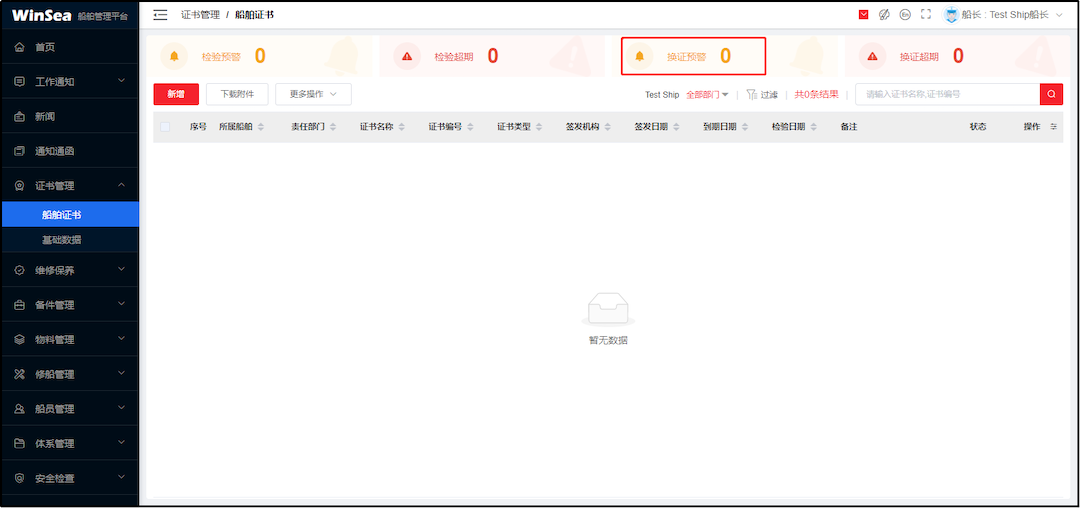 WinSea 船舶管理平台
首页
工作通知
新闻
通知通函
证书管理
船舶证书
基础数据
维修保养
备件管理
物料管理
修船管理
船员管理
体系管理
安全检查
证书管理 / 船舶证书
En
船长 : Test Ship船长
检验预警 0
检验超期 0
换证预警 0
换证超期 0
新增 下载附件 更多操作
Test Ship 全部部门 过滤 共0条结果 请输入证书名称,证书编号
序号 所属船舶 责任部门 证书名称 证书编号 证书类型 签发机构 签发日期 到期日期 检验日期 备注 状态 操作
暂无数据